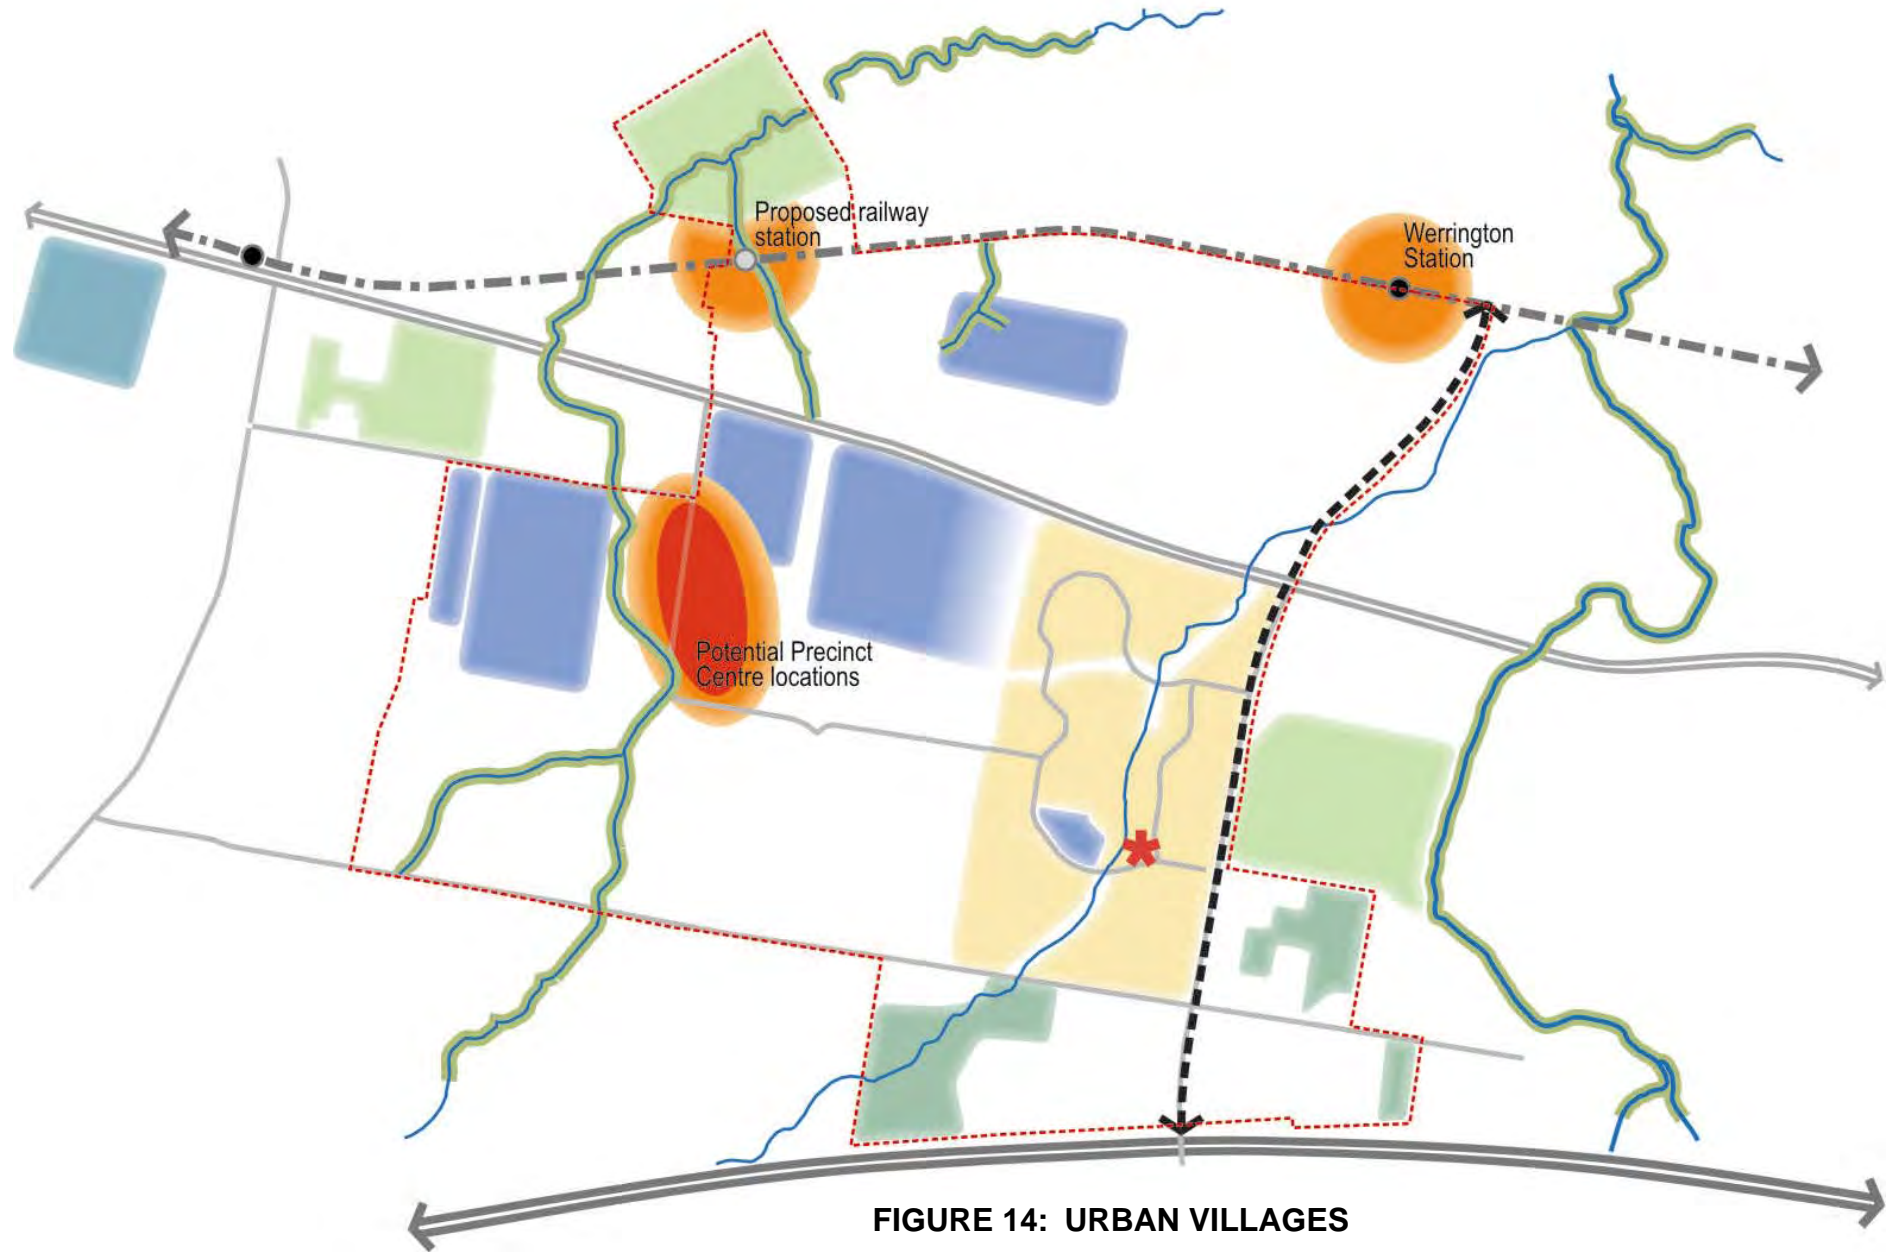 Proposed railway
station
Werrington
Station
Potential Precinct
Centre locations
FIGURE 14: URBAN VILLAGES